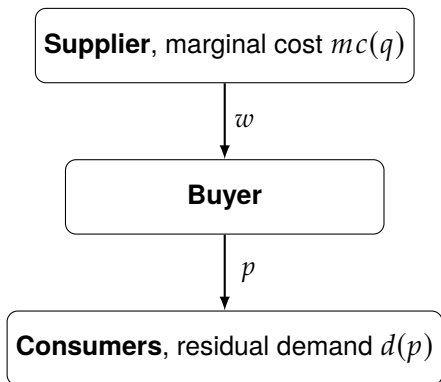 Supplier, marginal cost mc(q)
w
Buyer
p
Consumers, residual demand d(p)